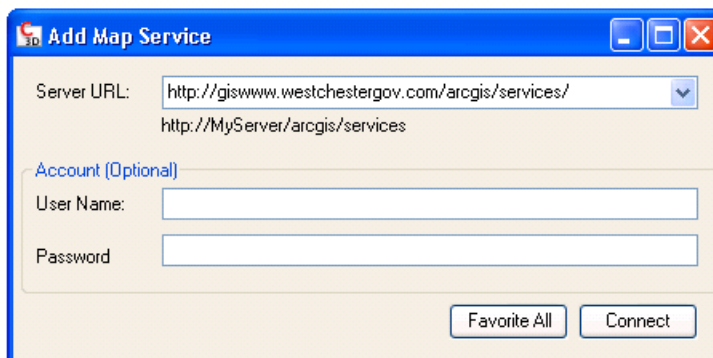 C 3D Add Map Service
Server URL: http://giswww.westchestergov.com/arcgis/services/
http://MyServer/arcgis/services
Account (Optional)
User Name:
Password
Favorite All Connect